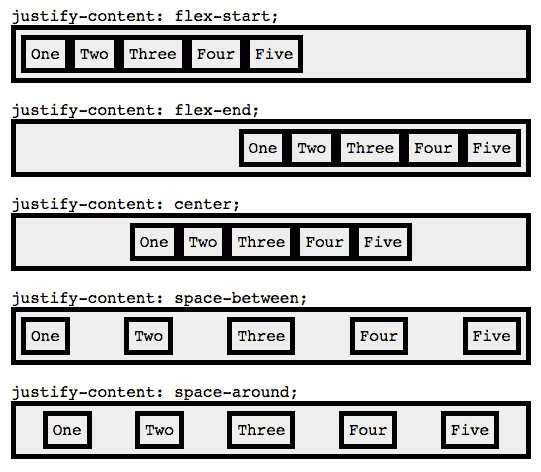 justify-content: flex-start;
One Two Three Four Five
justify-content: flex-end;
One Two Three Four Five
justify-content: center;
One Two Three Four Five
justify-content: space-between;
One Two Three Four Five
justify-content: space-around;
One Two Three Four Five